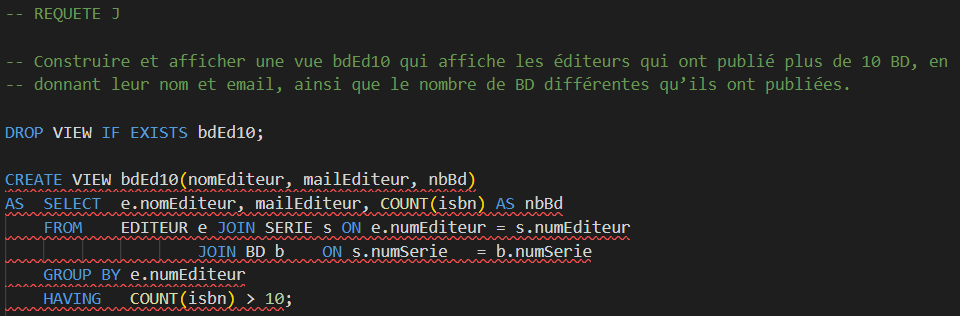 -- REQUETE J
-- Construire et afficher une vue bdEd10 qui affiche les éditeurs qui ont publié plus de 10 BD, en
-- donnant leur nom et email, ainsi que le nombre de BD différentes qu’ils ont publiées.
DROP VIEW IF EXISTS bdEd10;
CREATE VIEW bdEd10(nomEditeur, mailEditeur, nbBd)
AS  SELECT  e.nomEditeur, mailEditeur, COUNT(isbn) AS nbBd
    FROM    EDITEUR e JOIN SERIE s ON e.numEditeur = s.numEditeur
                    JOIN BD b    ON s.numSerie   = b.numSerie
    GROUP BY e.numEditeur
    HAVING   COUNT(isbn) > 10;